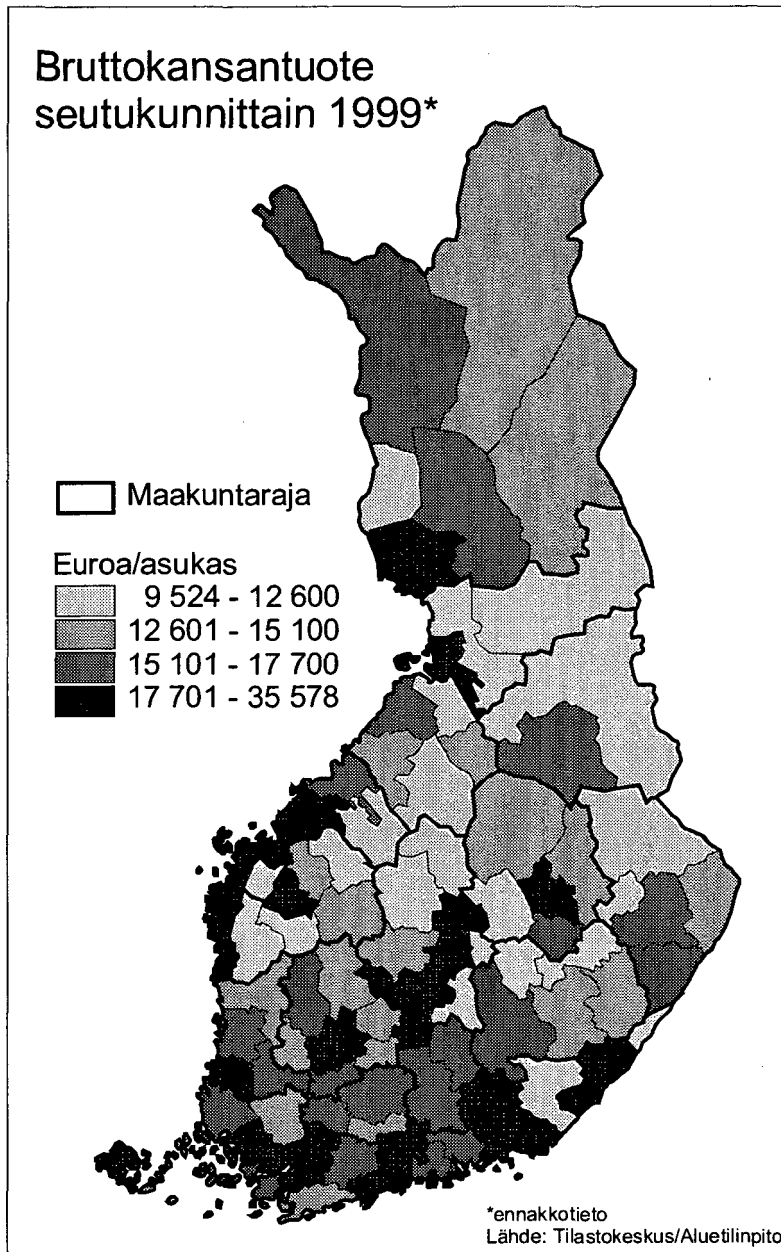 Bruttokansantuote
seutukunnittain 1999*
Maakuntaraja
Euroa/asukas
9 524 - 12 600
12 601 - 15 100
15 101 - 17 700
17 701 - 35 578
*ennakkotieto
Lähde: Tilastokeskus/Aluetilinpito